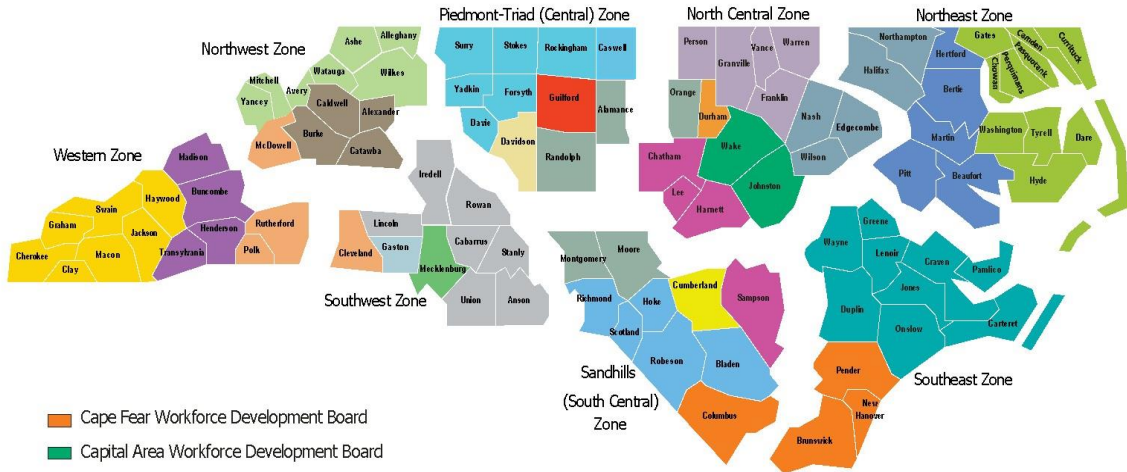 Piedmont-Triad (Central) Zone
North Central Zone
Northeast Zone
Northwest Zone
Ashe
Alleghany
Watauga
Wilkes
Mitchell
Avery
Yancey
Caldwell
Alexander
McDowell
Burke
Catawba
Surry
Stokes
Rockingham
Caswell
Yadkin
Forsyth
Guilford
Alamance
Davie
Davidson
Randolph
Person
Granville
Vance
Warren
Orange
Durham
Franklin
Nash
Edgecombe
Wilson
Wake
Chatham
Lee
Harnett
Johnston
Northampton
Halifax
Hertford
Gates
Camden
Currituck
Pasquotank
Perquimans
Chowan
Bertie
Martin
Washington
Tyrell
Dare
Pitt
Beaufort
Hyde
Western Zone
Madison
Buncombe
Haywood
Swain
Graham
Jackson
Cherokee
Macon
Clay
Transylvania
Henderson
Rutherford
Polk
Iredell
Rowan
Lincoln
Cleveland
Gaston
Mecklenburg
Cabarrus
Stanly
Union
Anson
Southwest Zone
Montgomery
Moore
Richmond
Hoke
Cumberland
Sampson
Scotland
Robeson
Bladen
Columbus
Sandhills
(South Central)
Zone
Greene
Wayne
Lenoir
Craven
Pamlico
Jones
Duplin
Onslow
Carteret
Pender
New
Hanover
Brunswick
Southeast Zone
Cape Fear Workforce Development Board
Capital Area Workforce Development Board